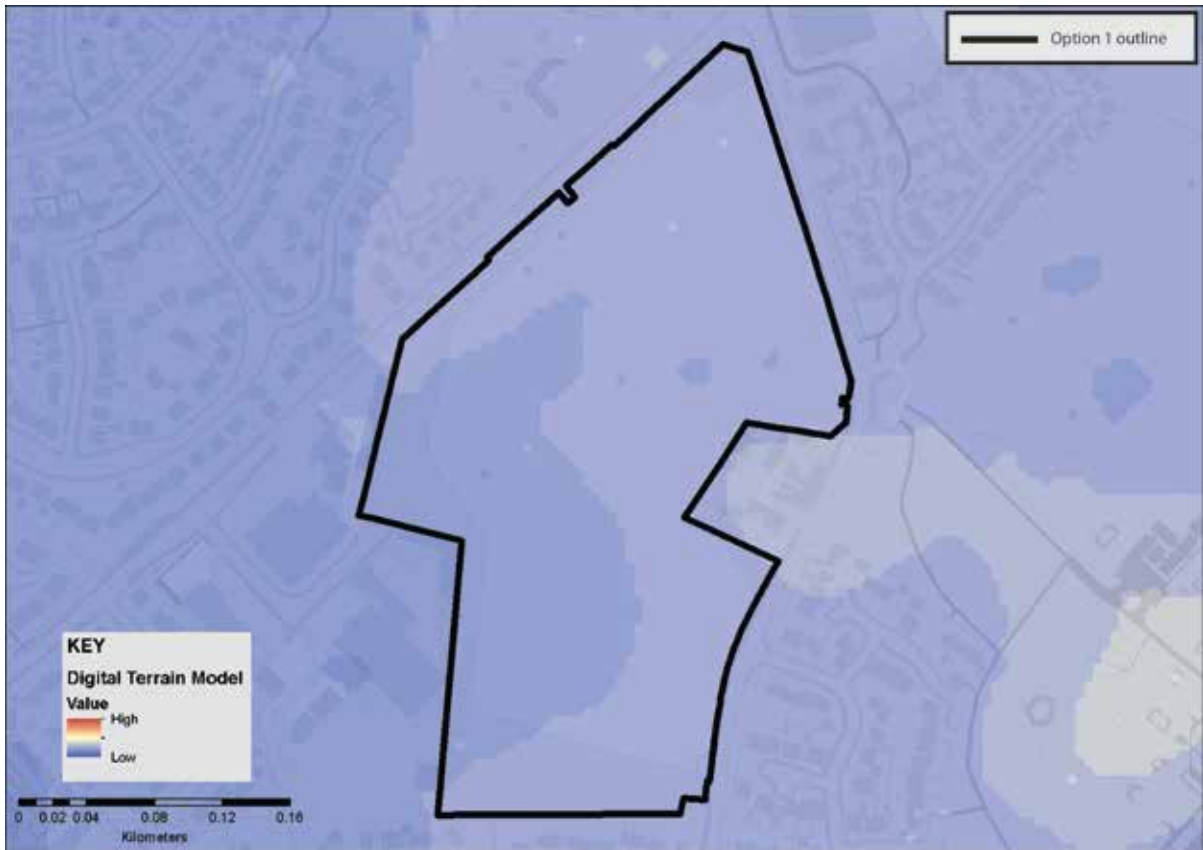 Option 1 outline
KEY
Digital Terrain Model
Value
High
Low
0 0.02 0.04 0.08 0.12 0.16
Kilometers